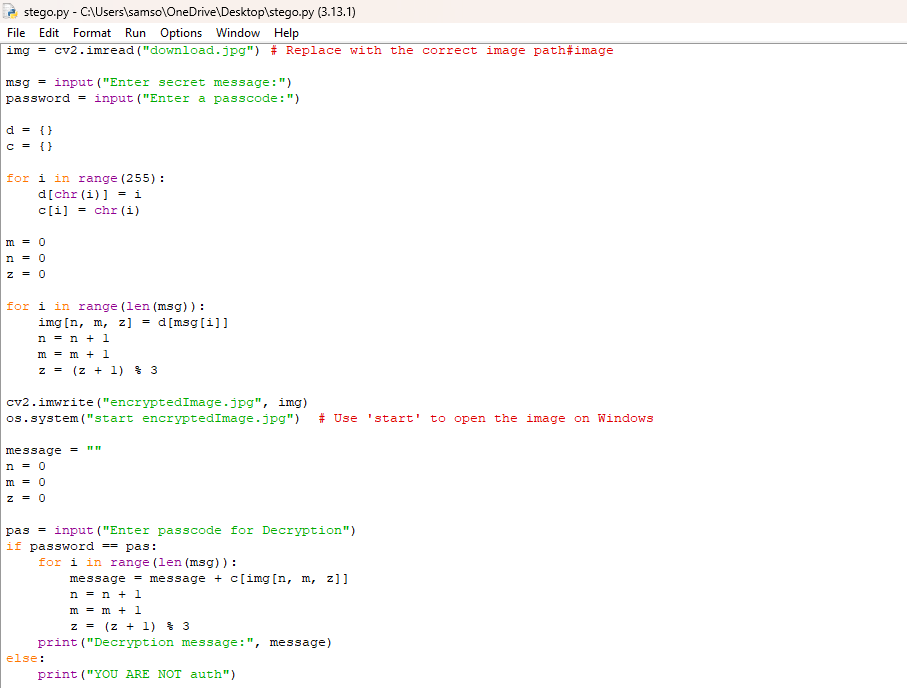 stego.py - C:\Users\samso\OneDrive\Desktop\stego.py (3.13.1)
File Edit Format Run Options Window Help
img = cv2.imread("download.jpg") # Replace with the correct image path#image
msg = input("Enter secret message:")
password = input("Enter a passcode:")
d = {}
c = {}
for i in range(255):
    d[chr(i)] = i
    c[i] = chr(i)
m = 0
n = 0
z = 0
for i in range(len(msg)):
    img[n, m, z] = d[msg[i]]
    n = n + 1
    m = m + 1
    z = (z + 1) % 3
cv2.imwrite("encryptedImage.jpg", img)
os.system("start encryptedImage.jpg")  # Use 'start' to open the image on Windows
message = ""
n = 0
m = 0
z = 0
pas = input("Enter passcode for Decryption")
if password == pas:
    for i in range(len(msg)):
        message = message + c[img[n, m, z]]
        n = n + 1
        m = m + 1
        z = (z + 1) % 3
    print("Decryption message:", message)
else:
    print("YOU ARE NOT auth")